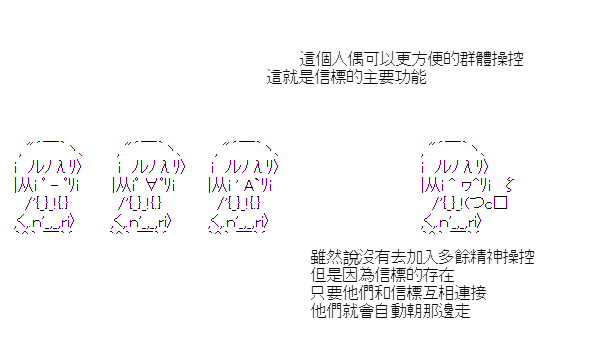 這個人偶可以更方便的群體操控
這就是信標的主要功能
雖然說沒有去加入多餘精神操控
但是因為信標的存在
只要他們和信標互相連接
他們就會自動朝那邊走